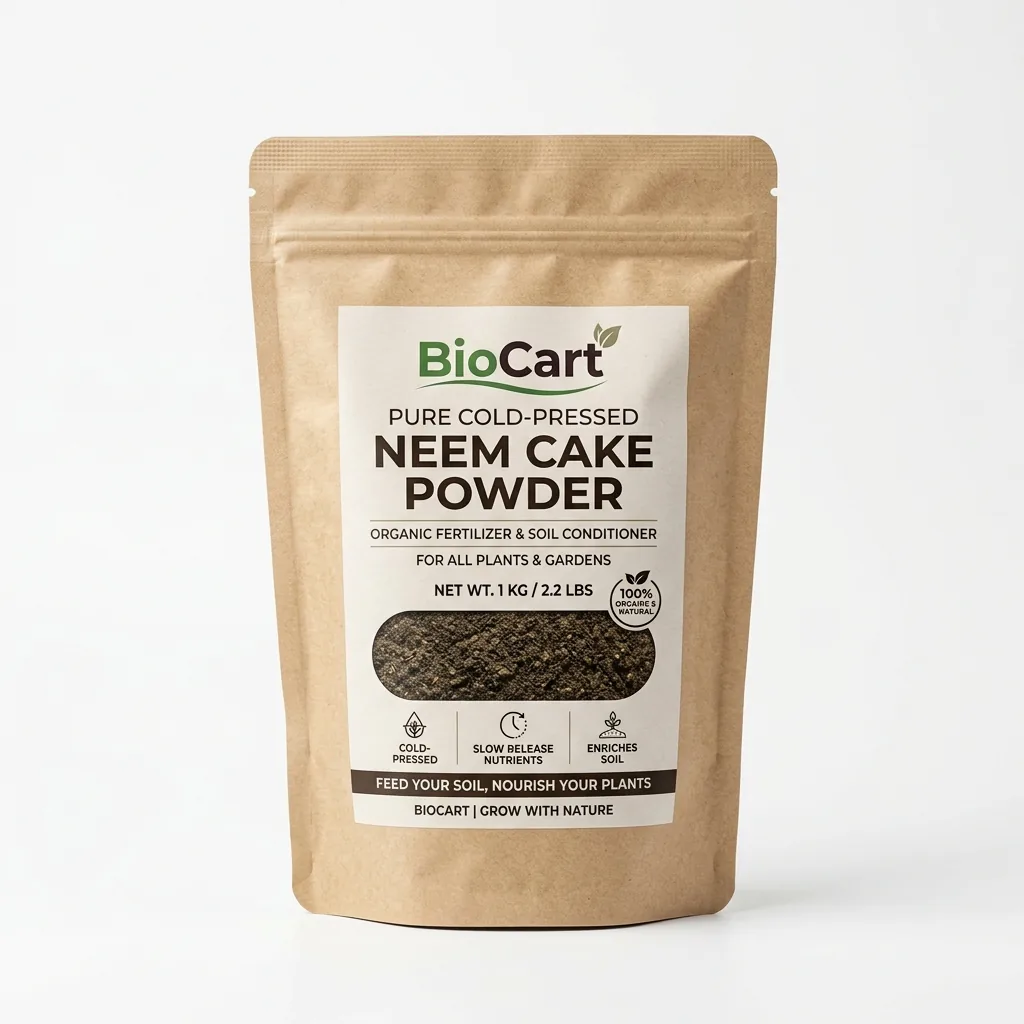 BioCart
PURE COLD-PRESSED
NEEM CAKE
POWDER
ORGANIC FERTILIZER & SOIL CONDITIONER
FOR ALL PLANTS & GARDENS
NET WT. 1 KG / 2.2 LBS
100%
NATURAL
COLD-
PRESSED
SLOW BELEASE
NUTRIENTS
ENRICHES
SOIL
FEED YOUR SOIL, NOURISH YOUR PLANTS
BIOCART | GROW WITH NATURE